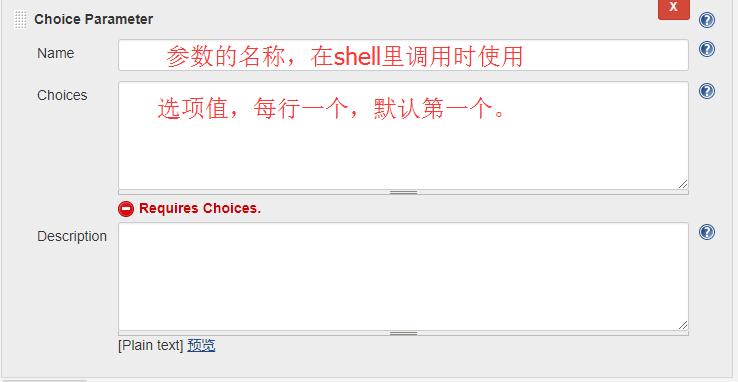 Choice Parameter
X
Name
参数的名称，在shell里调用时使用
Choices
选项值，每行一个，默认第一个。
Requires Choices.
Description
[Plain text] 预览